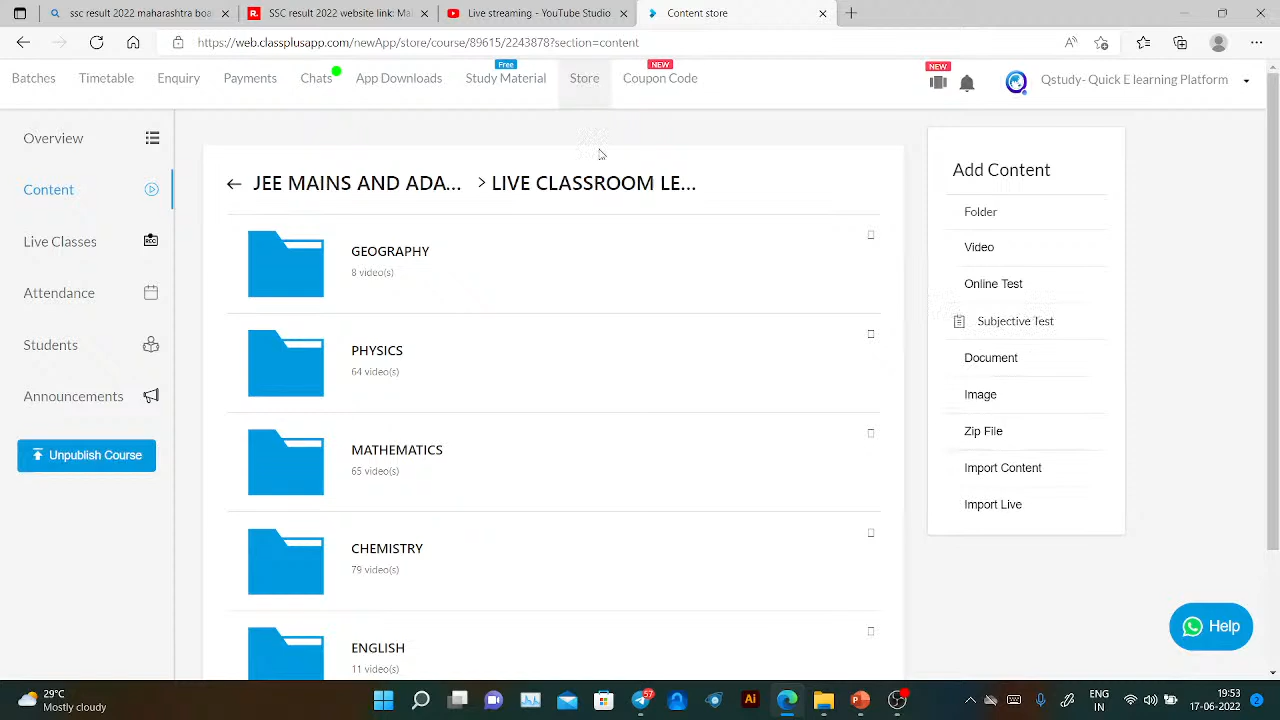 ssc result 2022 maharashtra boa
SSC result 2022 website link: Ma
Live streaming - YouTube Studio
Content store
https://web.classplusapp.com/newApp/store/course/89615/2243878?section=content
Batches
Timetable
Enquiry
Payments
Chats
App Downloads
Free
Study Material
Store
NEW
Coupon Code
NEW
Qstudy- Quick E learning Platform
Overview
Content
Live Classes
Attendance
Students
Announcements
Unpublish Course
JEE MAINS AND ADA... > LIVE CLASSROOM LE...
GEOGRAPHY
8 video(s)
PHYSICS
64 video(s)
MATHEMATICS
65 video(s)
CHEMISTRY
79 video(s)
ENGLISH
11 video(s)
Add Content
Folder
Video
Online Test
Subjective Test
Document
Image
Zip File
Import Content
Import Live
Help
29°C
Mostly cloudy
57
Ai
ENG
IN
19:53
17-06-2022
2